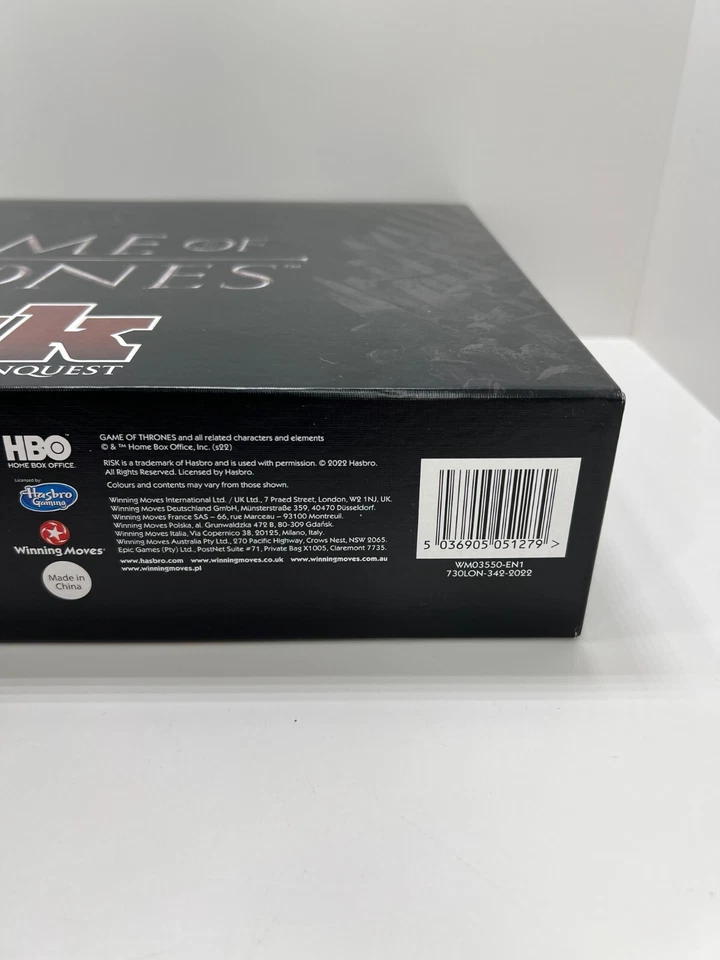 ME OF
ONES™
k
NQUEST
HBO
HOME BOX OFFICE
Licensed by:
Hasbro
Gaming
Winning Moves®
Made in
China
GAME OF THRONES and all related characters and elements
© & ™ Home Box Office, Inc. (s22)
RISK is a trademark of Hasbro and is used with permission. © 2022 Hasbro.
All Rights Reserved. Licensed by Hasbro.
Colours and contents may vary from those shown.
Winning Moves International Ltd. / UK Ltd., 7 Praed Street, London, W2 1NJ, UK.
Winning Moves Deutschland GmbH, Münsterstraße 359, 40470 Düsseldorf.
Winning Moves France SAS – 66, rue Marceau – 93100 Montreuil.
Winning Moves Polska, al. Grunwaldzka 472 B, 80-309 Gdańsk.
Winning Moves Italia, Via Copernico 38, 20125, Milano, Italy.
Winning Moves Australia Pty Ltd., 270 Pacific Highway, Crows Nest, NSW 2065.
Epic Games (Pty) Ltd., PostNet Suite #71, Private Bag X1005, Claremont 7735.
www.hasbro.com www.winningmoves.co.uk www.winningmoves.com.au
www.winningmoves.pl
5 036905 051279 >
WM03550-EN1
730LON-342-2022